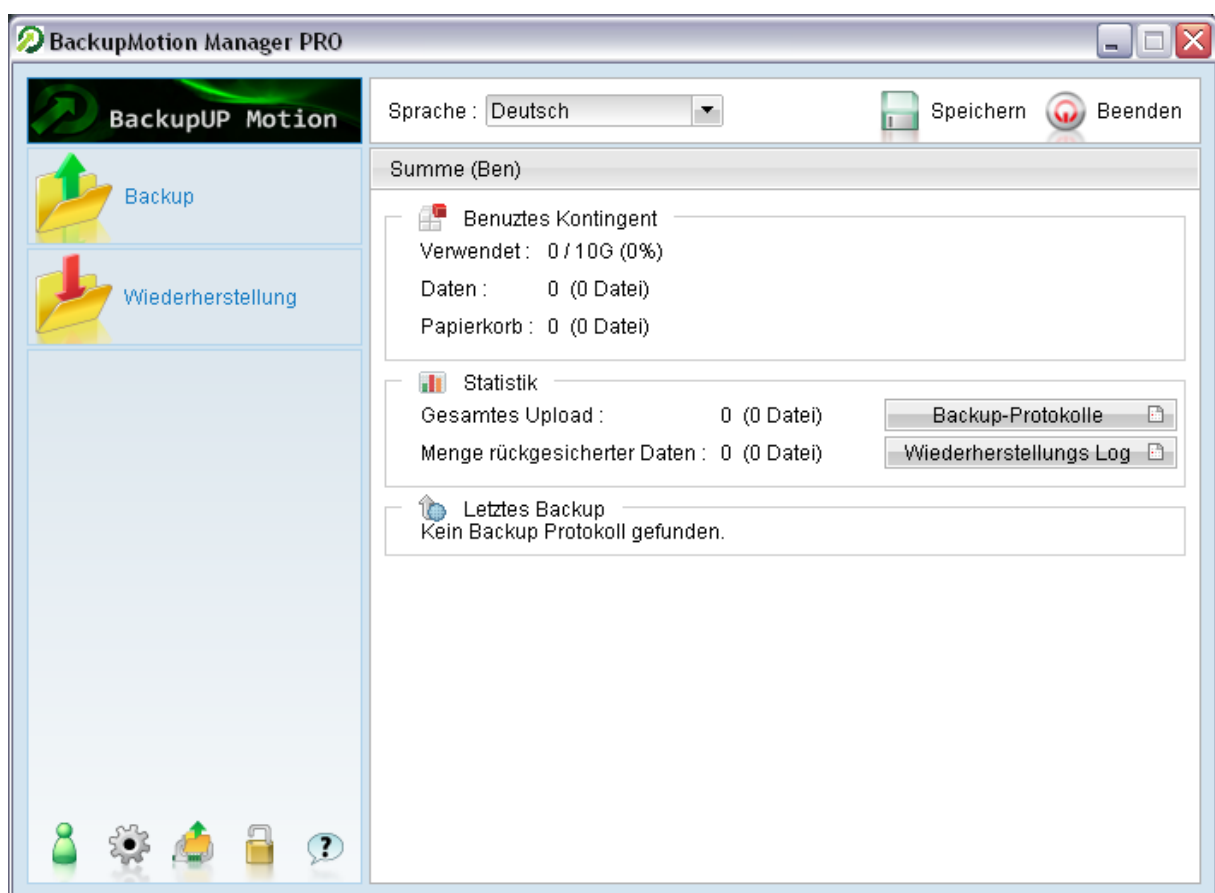 BackupMotion Manager PRO
BackupUP Motion
Sprache : Deutsch
Speichern
Beenden
Backup
Wiederherstellung
Summe (Ben)
Benuztes Kontingent
Verwendet : 0 / 10G (0%)
Daten : 0 (0 Datei)
Papierkorb : 0 (0 Datei)
Statistik
Gesamtes Upload : 0 (0 Datei)
Backup-Protokolle
Menge rückgesicherter Daten : 0 (0 Datei)
Wiederherstellungs Log
Letztes Backup
Kein Backup Protokoll gefunden.
?